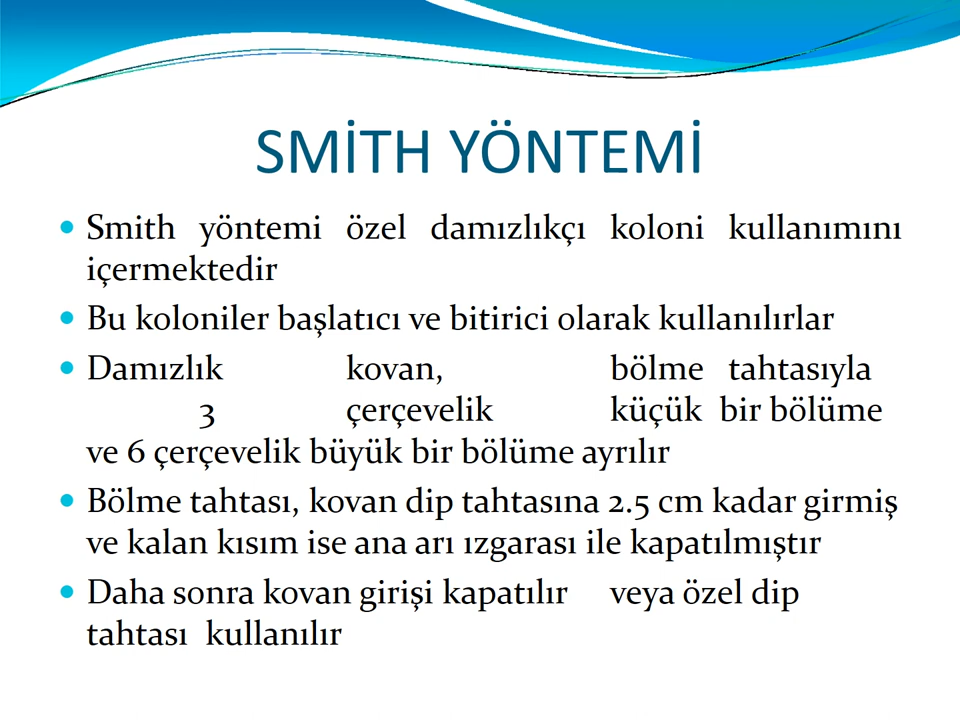 SMİTH YÖNTEMİ
Smith yöntemi özel damızlıkçı koloni kullanımını
içermektedir
Bu koloniler başlatıcı ve bitirici olarak kullanılırlar
Damızlık kovan, bölme tahtasıyla
3 çerçevelik küçük bir bölüme
ve 6 çerçevelik büyük bir bölüme ayrılır
Bölme tahtası, kovan dip tahtasına 2.5 cm kadar girmiş
ve kalan kısım ise ana arı ızgarası ile kapatılmıştır
Daha sonra kovan girişi kapatılır veya özel dip
tahtası kullanılır